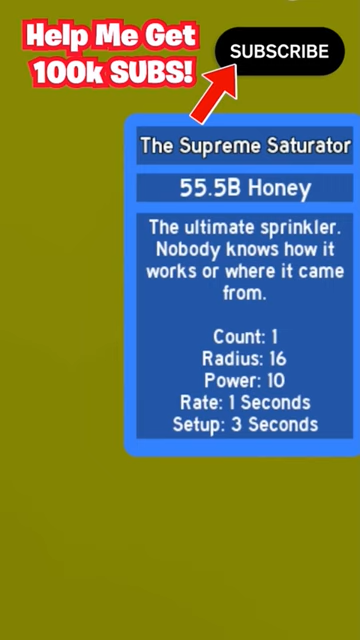 Help Me Get
100k SUBS!
SUBSCRIBE
The Supreme Saturator
55.5B Honey
The ultimate sprinkler.
Nobody knows how it
works or where it came
from.
Count: 1
Radius: 16
Power: 10
Rate: 1 Seconds
Setup: 3 Seconds